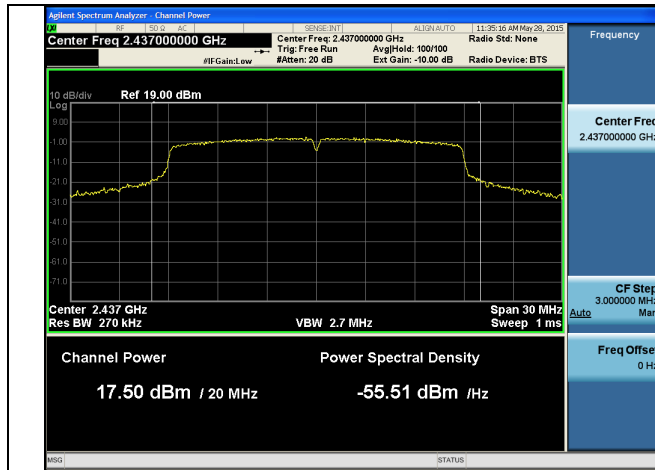 Agilent Spectrum Analyzer - Channel Power
RF 50 Ω AC SENSE:INT ALIGN AUTO 11:35:16 AM May 28, 2015
Center Freq 2.437000000 GHz
Center Freq: 2.437000000 GHz Radio Std: None
Trig: Free Run Avg|Hold: 100/100
#IFGain:Low #Atten: 20 dB Ext Gain: -10.00 dB Radio Device: BTS
Frequency
10 dB/div Ref 19.00 dBm
Log
9.00
-1.00
-11.0
-21.0
-31.0
-41.0
-51.0
-61.0
-71.0
Center 2.437 GHz Span 30 MHz
Res BW 270 kHz VBW 2.7 MHz Sweep 1 ms
Center Freq
2.437000000 GHz
CF Step
3.000000 MHz
Auto Man
Freq Offset
0 Hz
Channel Power Power Spectral Density
17.50 dBm / 20 MHz -55.51 dBm /Hz
MSG STATUS